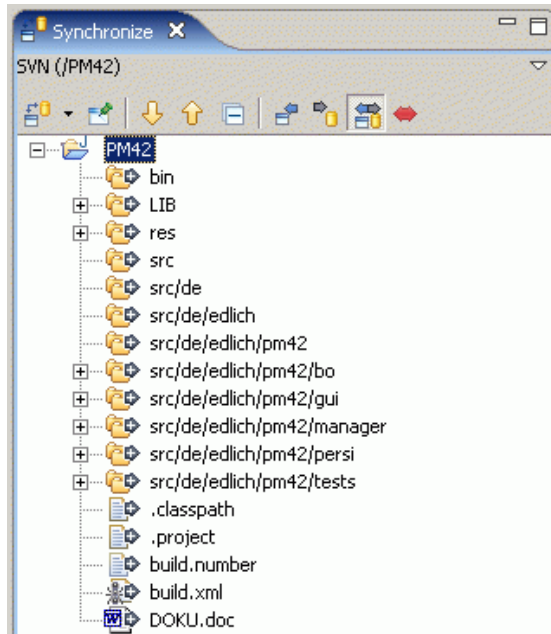 Synchronize
SVN (/PM42)
PM42
bin
LIB
res
src
src/de
src/de/edlich
src/de/edlich/pm42
src/de/edlich/pm42/bo
src/de/edlich/pm42/gui
src/de/edlich/pm42/manager
src/de/edlich/pm42/persi
src/de/edlich/pm42/tests
.classpath
.project
build.number
build.xml
DOKU.doc